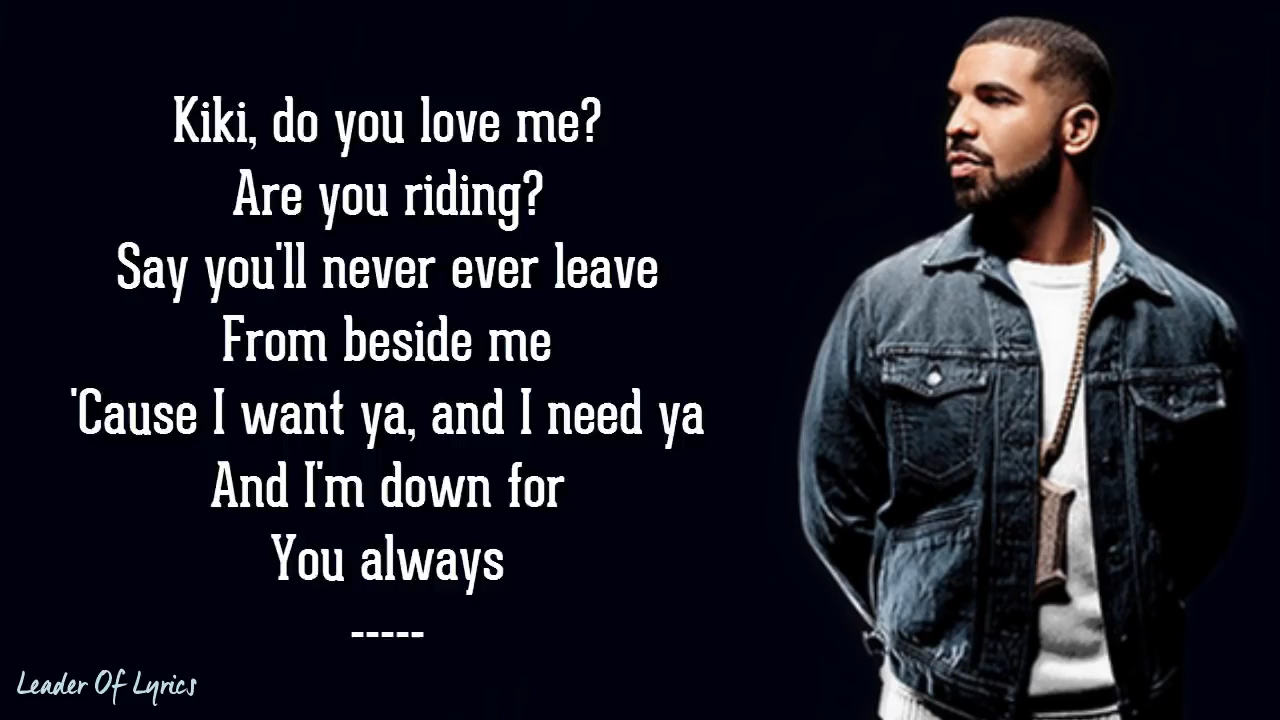 Kiki, do you love me?
Are you riding?
Say you'll never ever leave
From beside me
'Cause I want ya, and I need ya
And I'm down for
You always
-----
Leader Of Lyrics